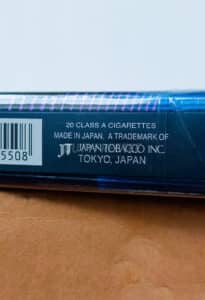 20 CLASS A CIGARETTES
MADE IN JAPAN, A TRADEMARK OF
JT JAPAN TOBACCO INC.
TOKYO, JAPAN
5508